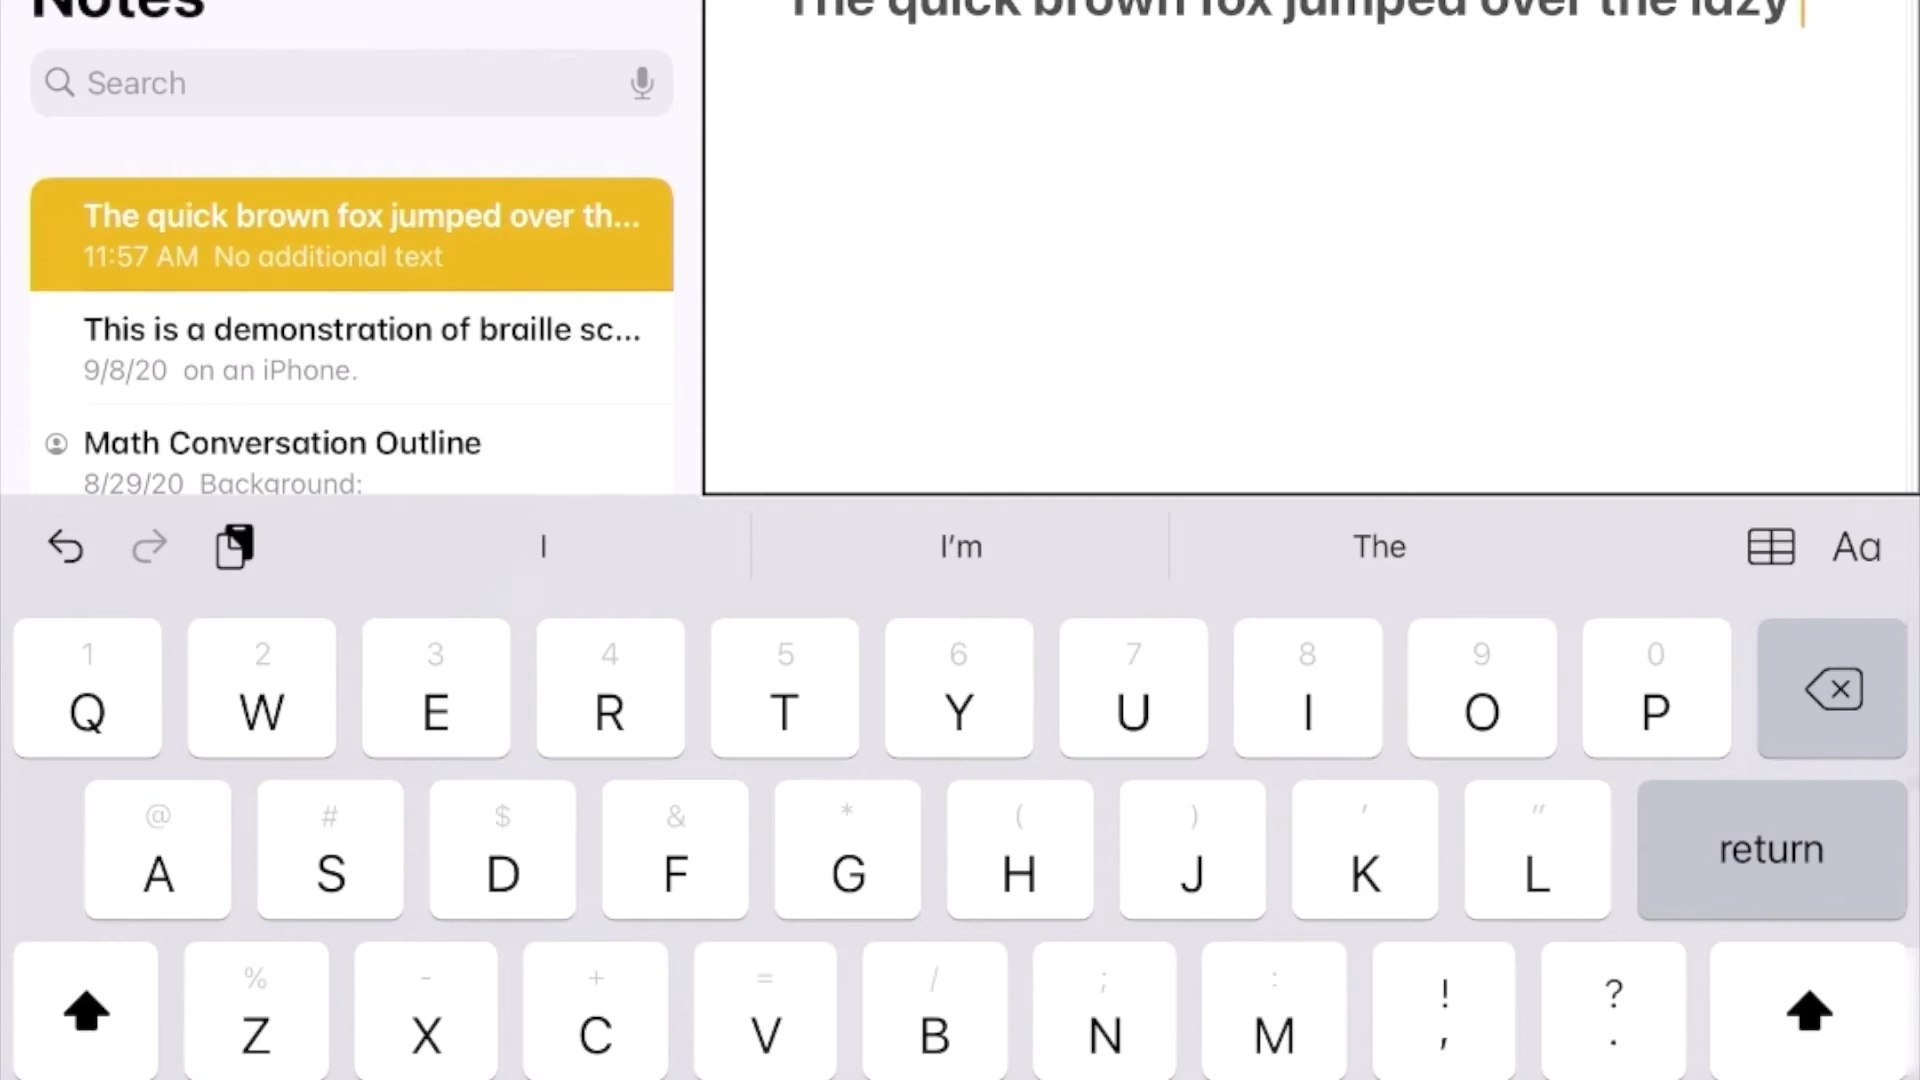 Notes
The quick brown fox jumped over the lazy
Search
The quick brown fox jumped over th...
11:57 AM No additional text
This is a demonstration of braille sc...
9/8/20 on an iPhone.
Math Conversation Outline
8/29/20 Background:
I I’m The Aa
1 2 3 4 5 6 7 8 9 0
Q W E R T Y U I O P
@ # $ & * ( ) ' "
A S D F G H J K L return
% - + = / ; : ! ?
Z X C V B N M , .